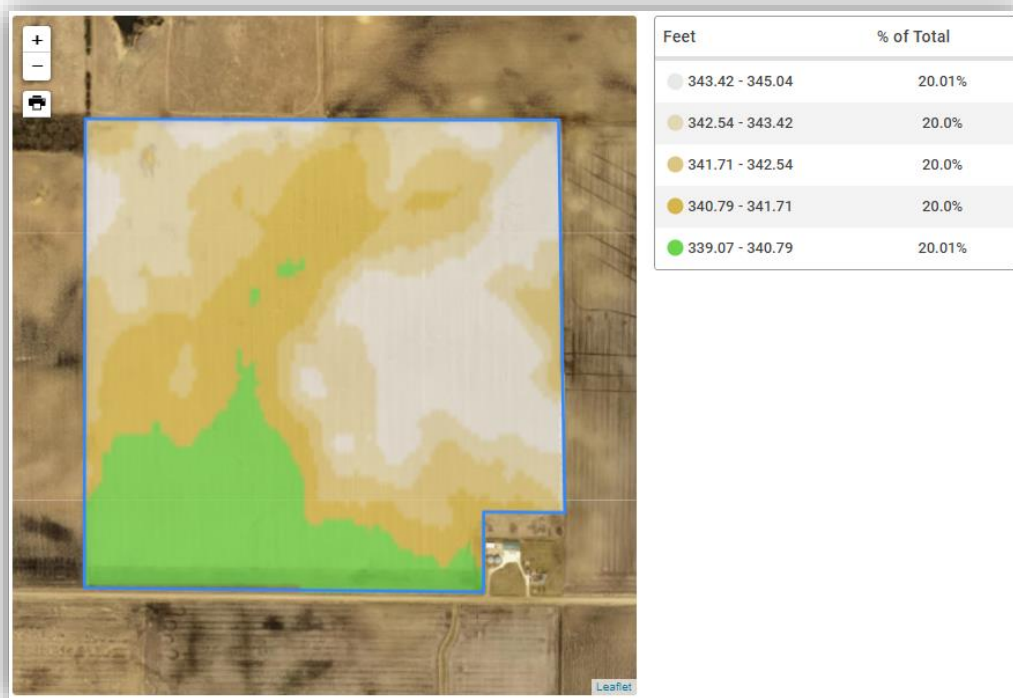 +
−
Feet % of Total
343.42 - 345.04 20.01%
342.54 - 343.42 20.0%
341.71 - 342.54 20.0%
340.79 - 341.71 20.0%
339.07 - 340.79 20.01%
Leaflet